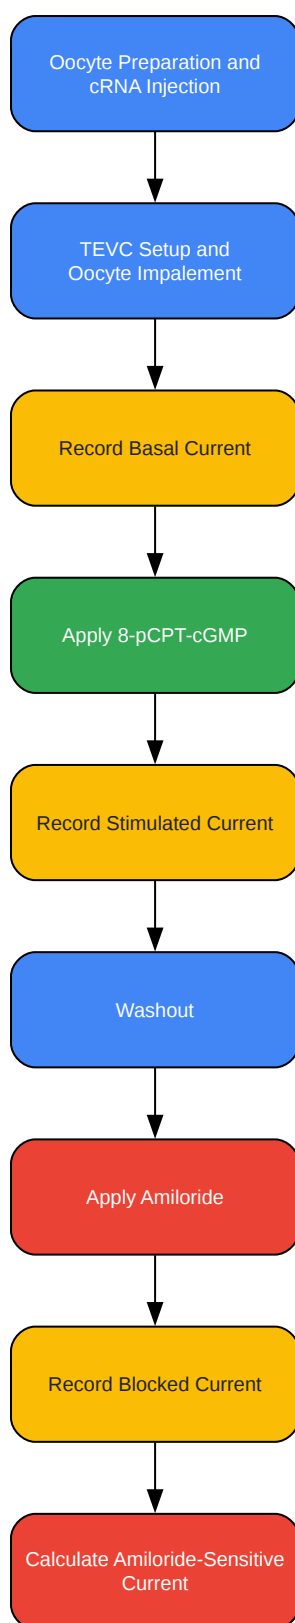 Oocyte Preparation and
cRNA Injection
TEVC Setup and
Oocyte Impalement
Record Basal Current
Apply 8-pCPT-cGMP
Record Stimulated Current
Washout
Apply Amiloride
Record Blocked Current
Calculate Amiloride-Sensitive
Current